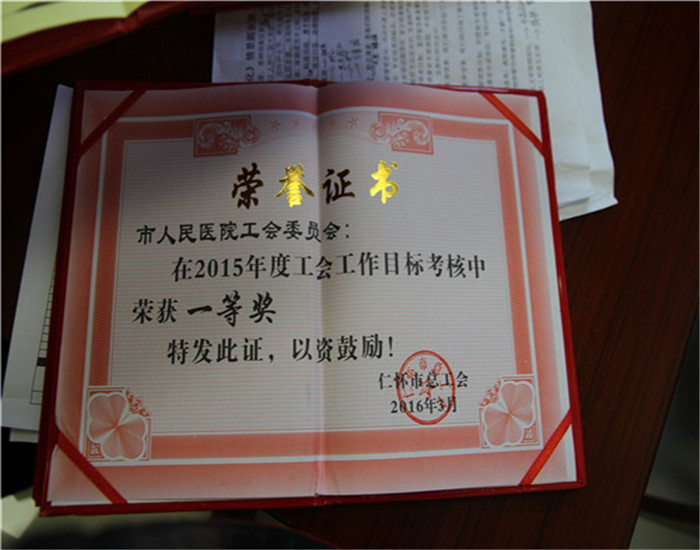 荣誉证书
市人民医院工会委员会：
在2015年度工会工作目标考核中
荣获 一等奖
特发此证，以资鼓励！
仁怀市总工会
2016年3月